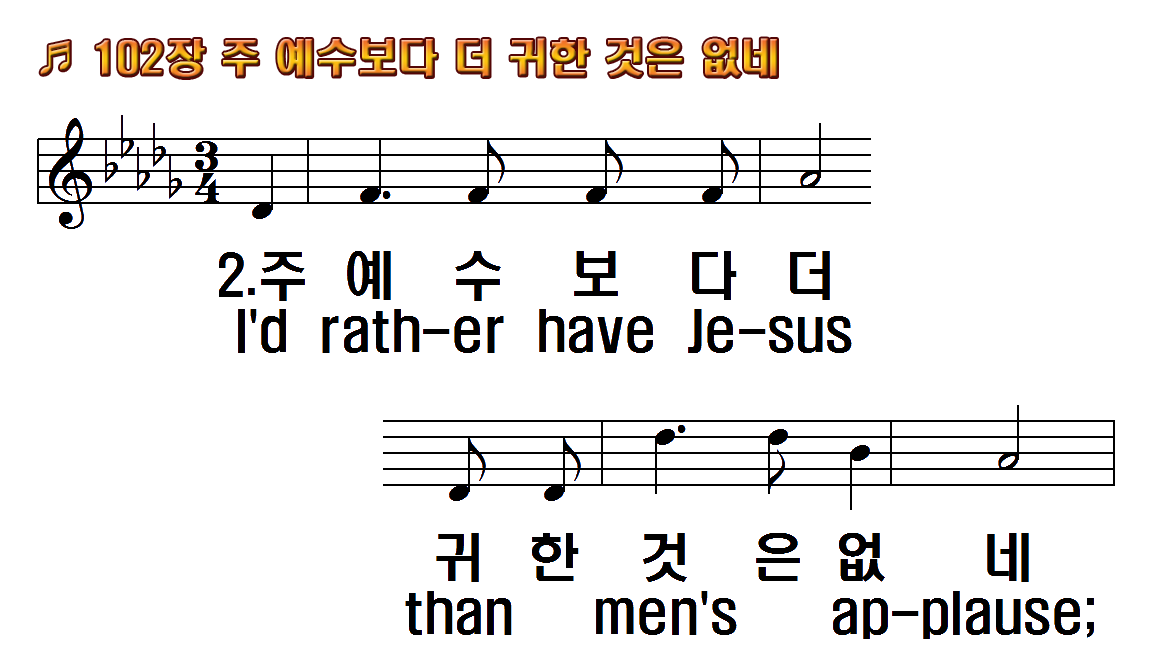 ♬ 102장 주 예수보다 더 귀한 것은 없네
3
4
2.주 예 수 보 다 더
I'd rath-er have Je-sus
귀 한 것 은 없 네
than men's ap-plause;